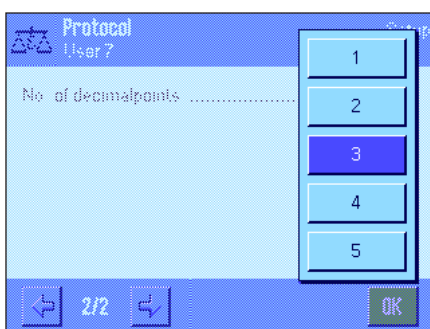 Protocol
User 7
No. of decimalpoints ....................
1
2
3
4
5
2/2
OK